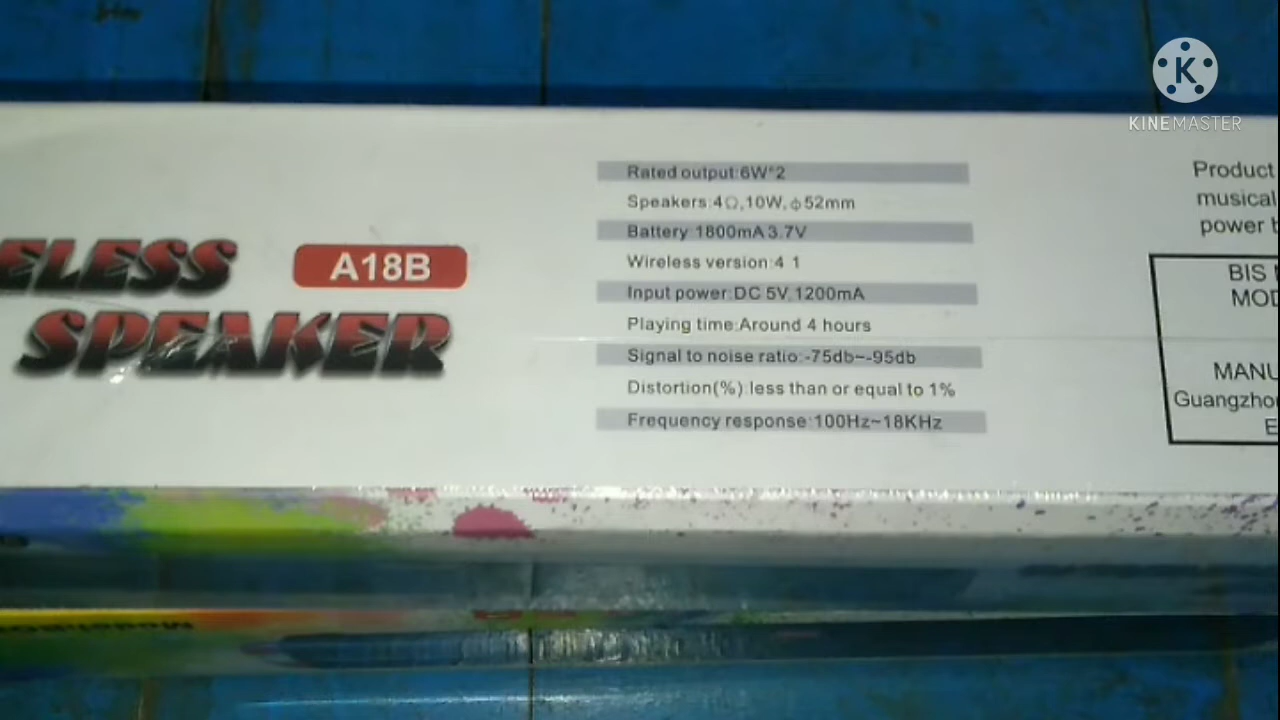 KINEMASTER
ELESS
SPEAKER
A18B
Rated output:6W*2
Speakers:4Ω,10W,φ52mm
Battery:1800mA 3.7V
Wireless version:4.1
Input power:DC 5V,1200mA
Playing time:Around 4 hours
Signal to noise ratio:-75db~-95db
Distortion(%):less than or equal to 1%
Frequency response:100Hz~18KHz
Product
musical
power
BIS
MOD
MANU
Guangzho
E